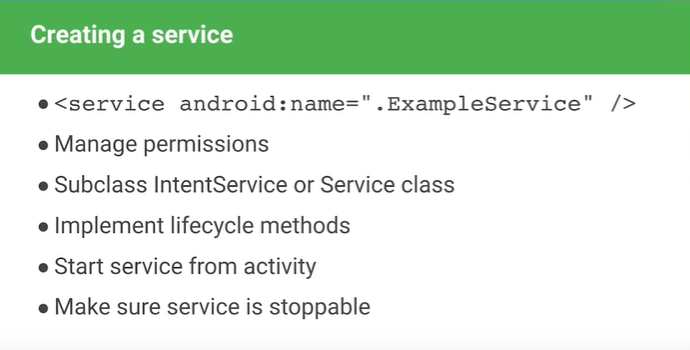 Creating a service
● <service android:name=".ExampleService" />
● Manage permissions
● Subclass IntentService or Service class
● Implement lifecycle methods
● Start service from activity
● Make sure service is stoppable